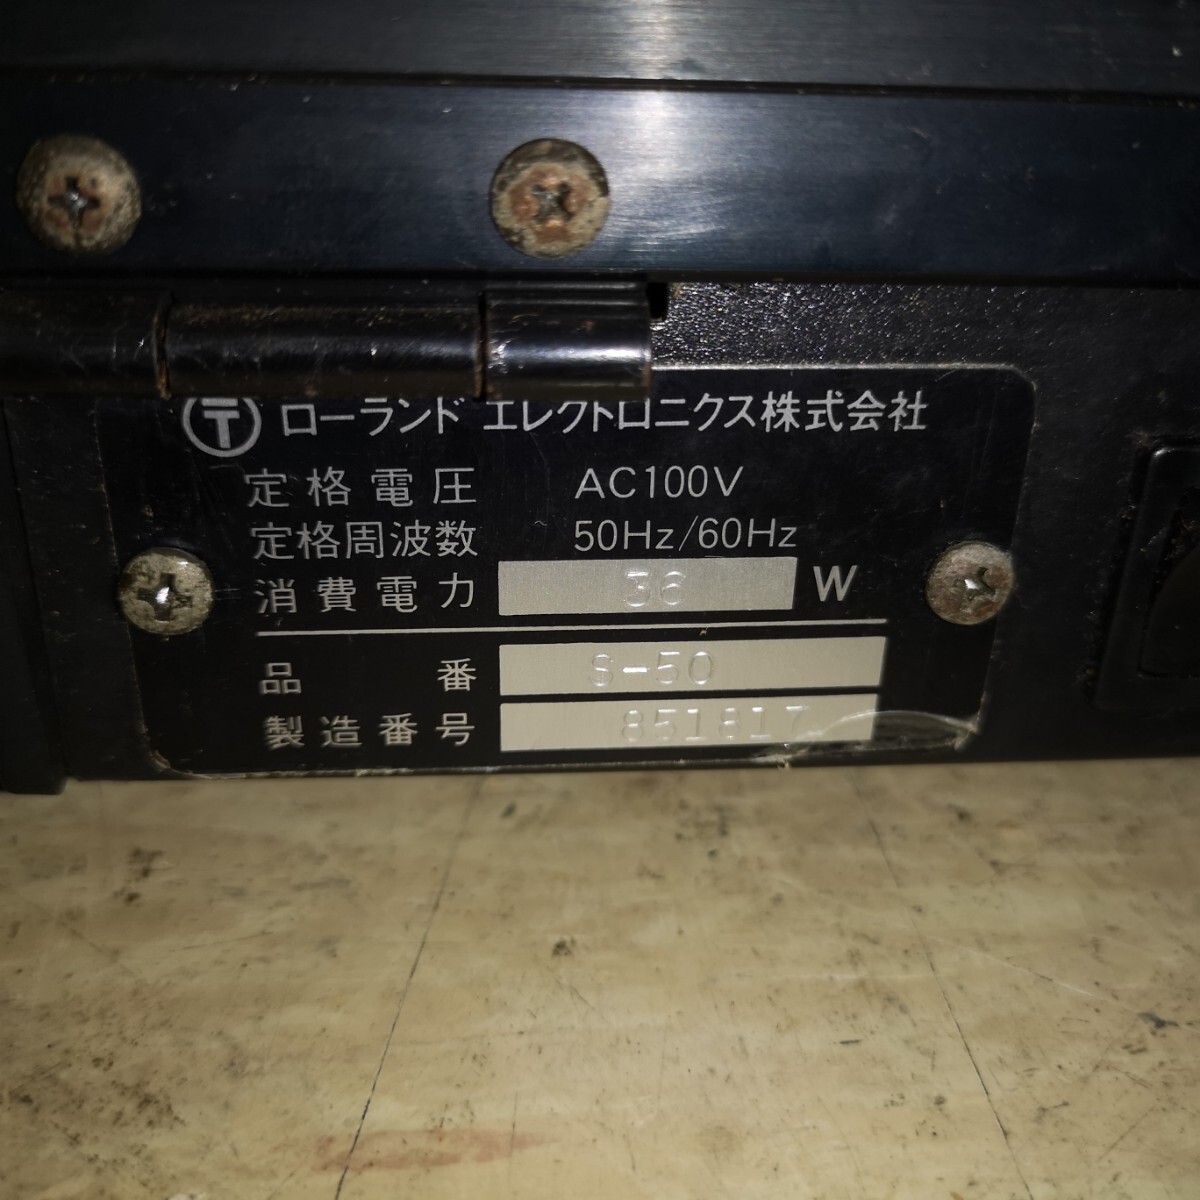 〒 ローランド エレクトロニクス株式会社
定格電圧 AC100V
定格周波数 50Hz/60Hz
消費電力 36 W
品番 S-50
製造番号 851817